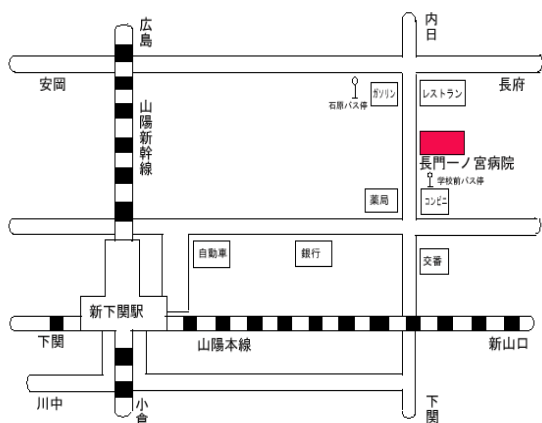 広島
内日
安岡
長府
石原バス停
ガソリン
レストラン
山陽新幹線
長門一ノ宮病院
学校前バス停
薬局
コンビニ
自動車
銀行
交番
新下関駅
下関
山陽本線
新山口
川中
小倉
下関